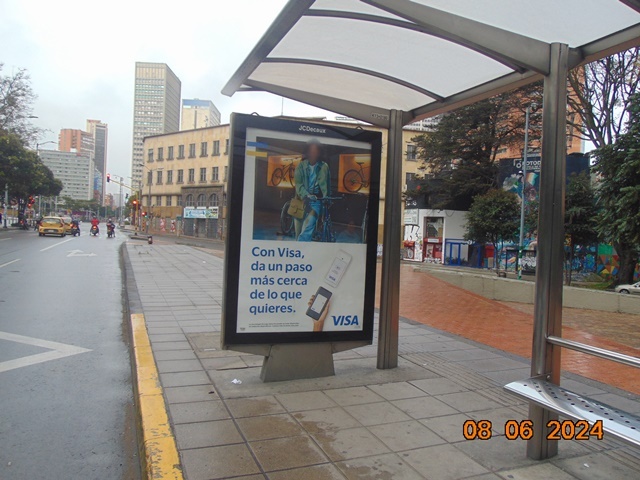 JCDecaux
Con Visa,
da un paso
más cerca
de lo que
quieres.
VISA
08 06 2024